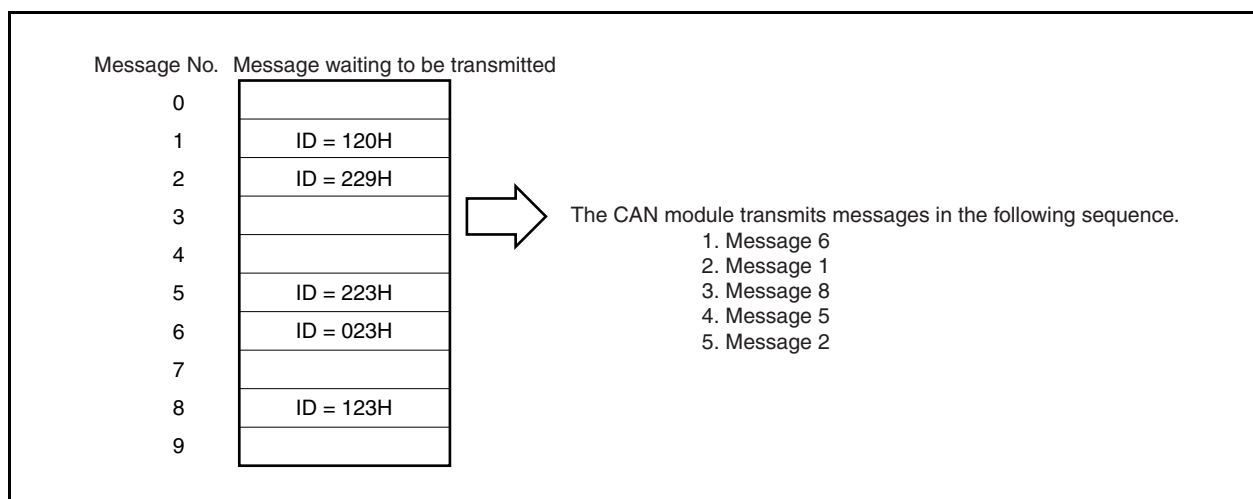 Message No. Message waiting to be transmitted
0
1 ID = 120H
2 ID = 229H
3
4
5 ID = 223H
6 ID = 023H
7
8 ID = 123H
9
The CAN module transmits messages in the following sequence.
1. Message 6
2. Message 1
3. Message 8
4. Message 5
5. Message 2